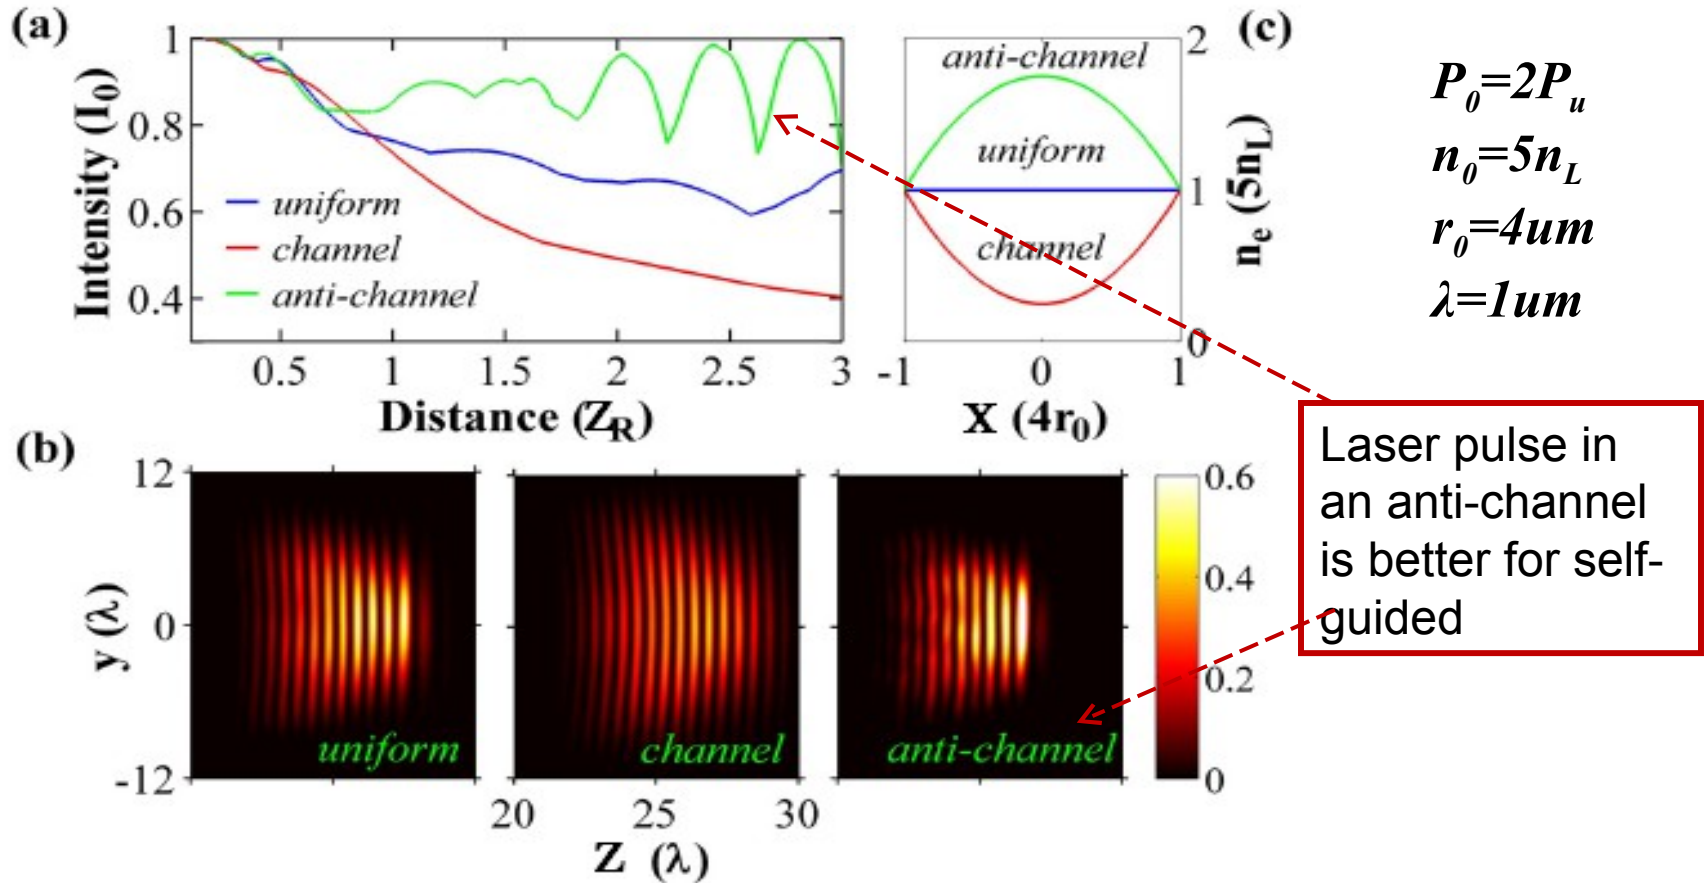 (a)
1
0.8
0.6
0.4
Intensity (I₀)
uniform
channel
anti-channel
0.5 1 1.5 2 2.5 3
Distance (Z_R)
(c)
anti-channel
uniform
channel
2
1
0
nₑ (5n_L)
-1 0 1
X (4r₀)
P₀=2Pᵤ
n₀=5n_L
r₀=4um
λ=1um
Laser pulse in
an anti-channel
is better for self-
guided
(b)
12
0
-12
y (λ)
uniform
channel
anti-channel
20 25 30
Z (λ)
0.6
0.4
0.2
0